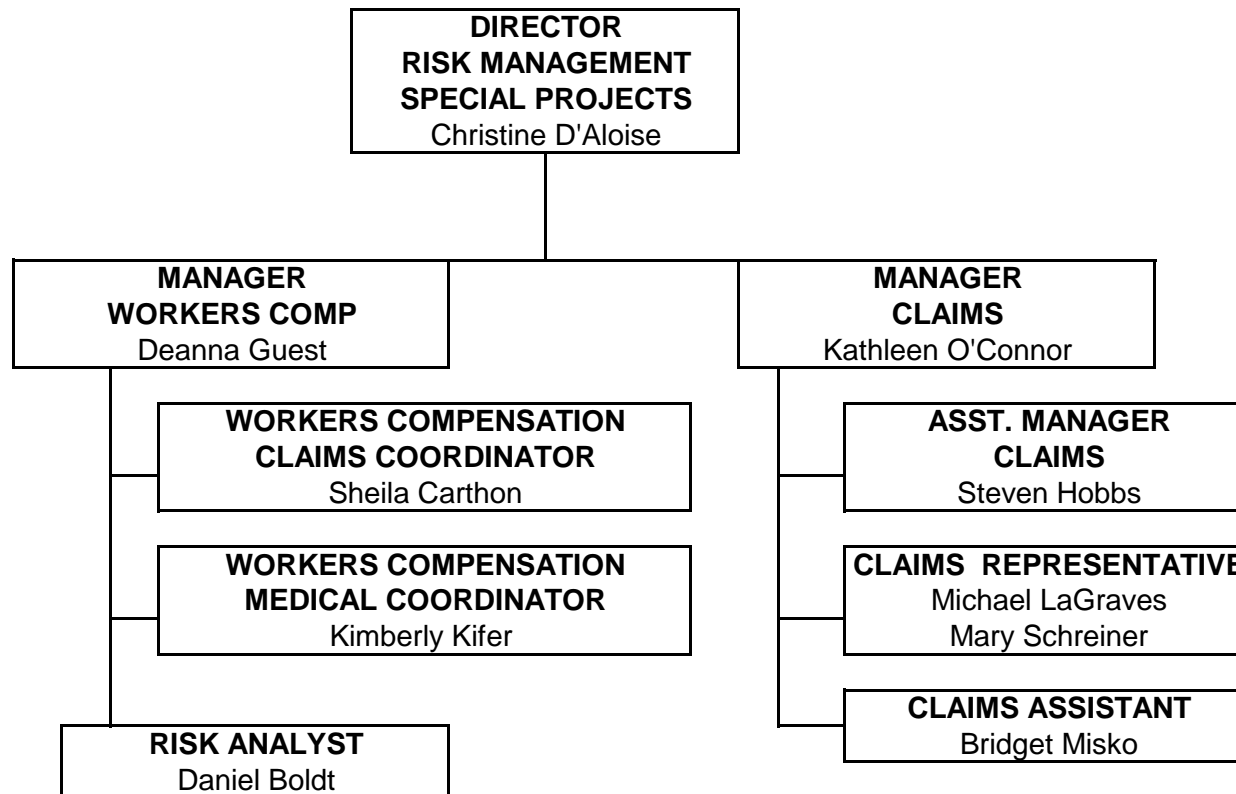 DIRECTOR
RISK MANAGEMENT
SPECIAL PROJECTS
Christine D'Aloise
MANAGER
WORKERS COMP
Deanna Guest
MANAGER
CLAIMS
Kathleen O'Connor
WORKERS COMPENSATION
CLAIMS COORDINATOR
Sheila Carthon
ASST. MANAGER
CLAIMS
Steven Hobbs
WORKERS COMPENSATION
MEDICAL COORDINATOR
Kimberly Kifer
CLAIMS  REPRESENTATIVE
Michael LaGraves
Mary Schreiner
CLAIMS ASSISTANT
Bridget Misko
RISK ANALYST
Daniel Boldt